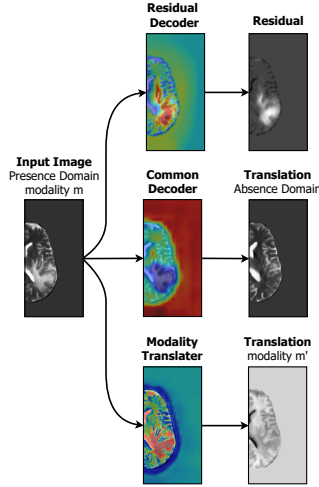 Residual
Decoder
Residual
Input Image
Presence Domain
modality m
Common
Decoder
Translation
Absence Domain
Modality
Translater
Translation
modality m'